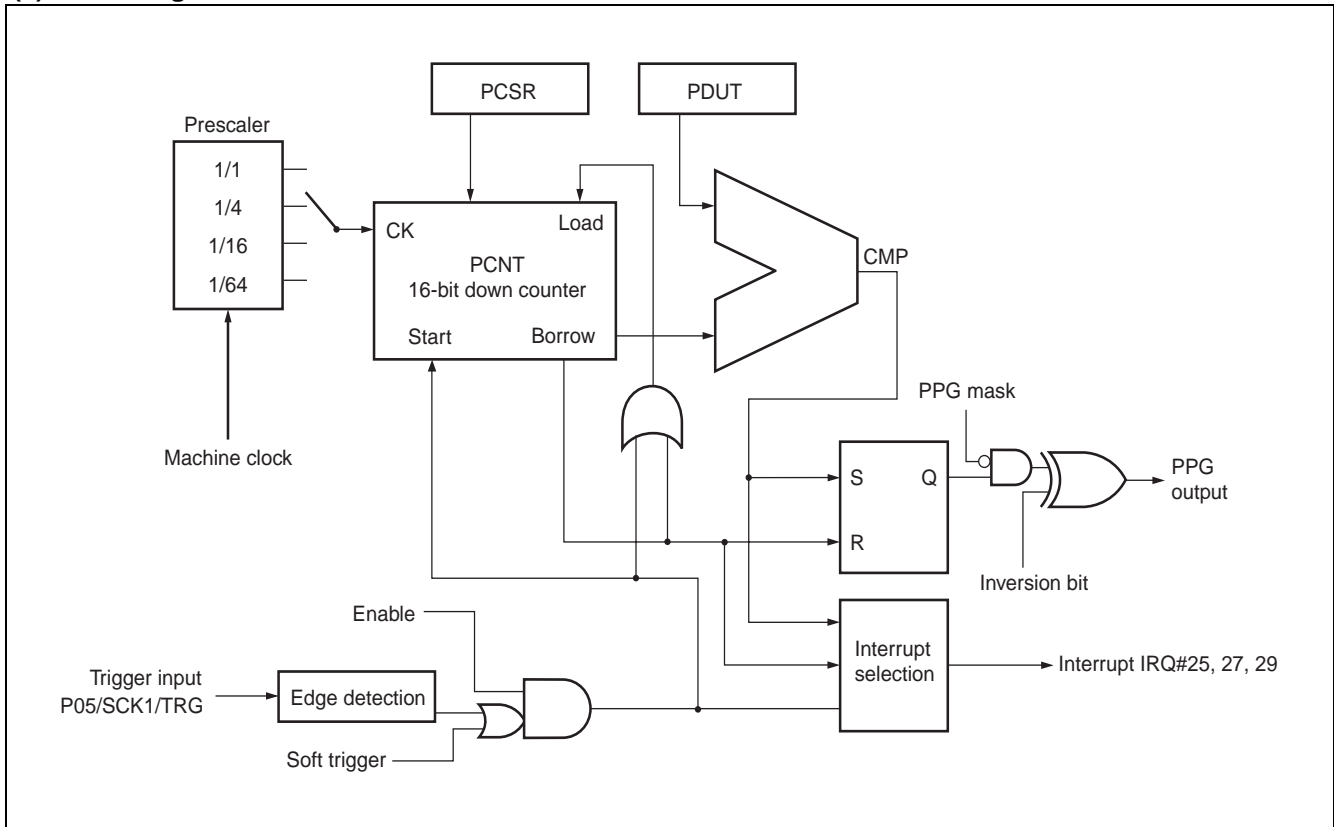 PCSR
PDUT
Prescaler
1/1
1/4
1/16
1/64
CK
Load
PCNT
16-bit down counter
Start
Borrow
CMP
Machine clock
PPG mask
S
Q
R
PPG
output
Inversion bit
Enable
Trigger input
P05/SCK1/TRG
Edge detection
Soft trigger
Interrupt
selection
Interrupt IRQ#25, 27, 29